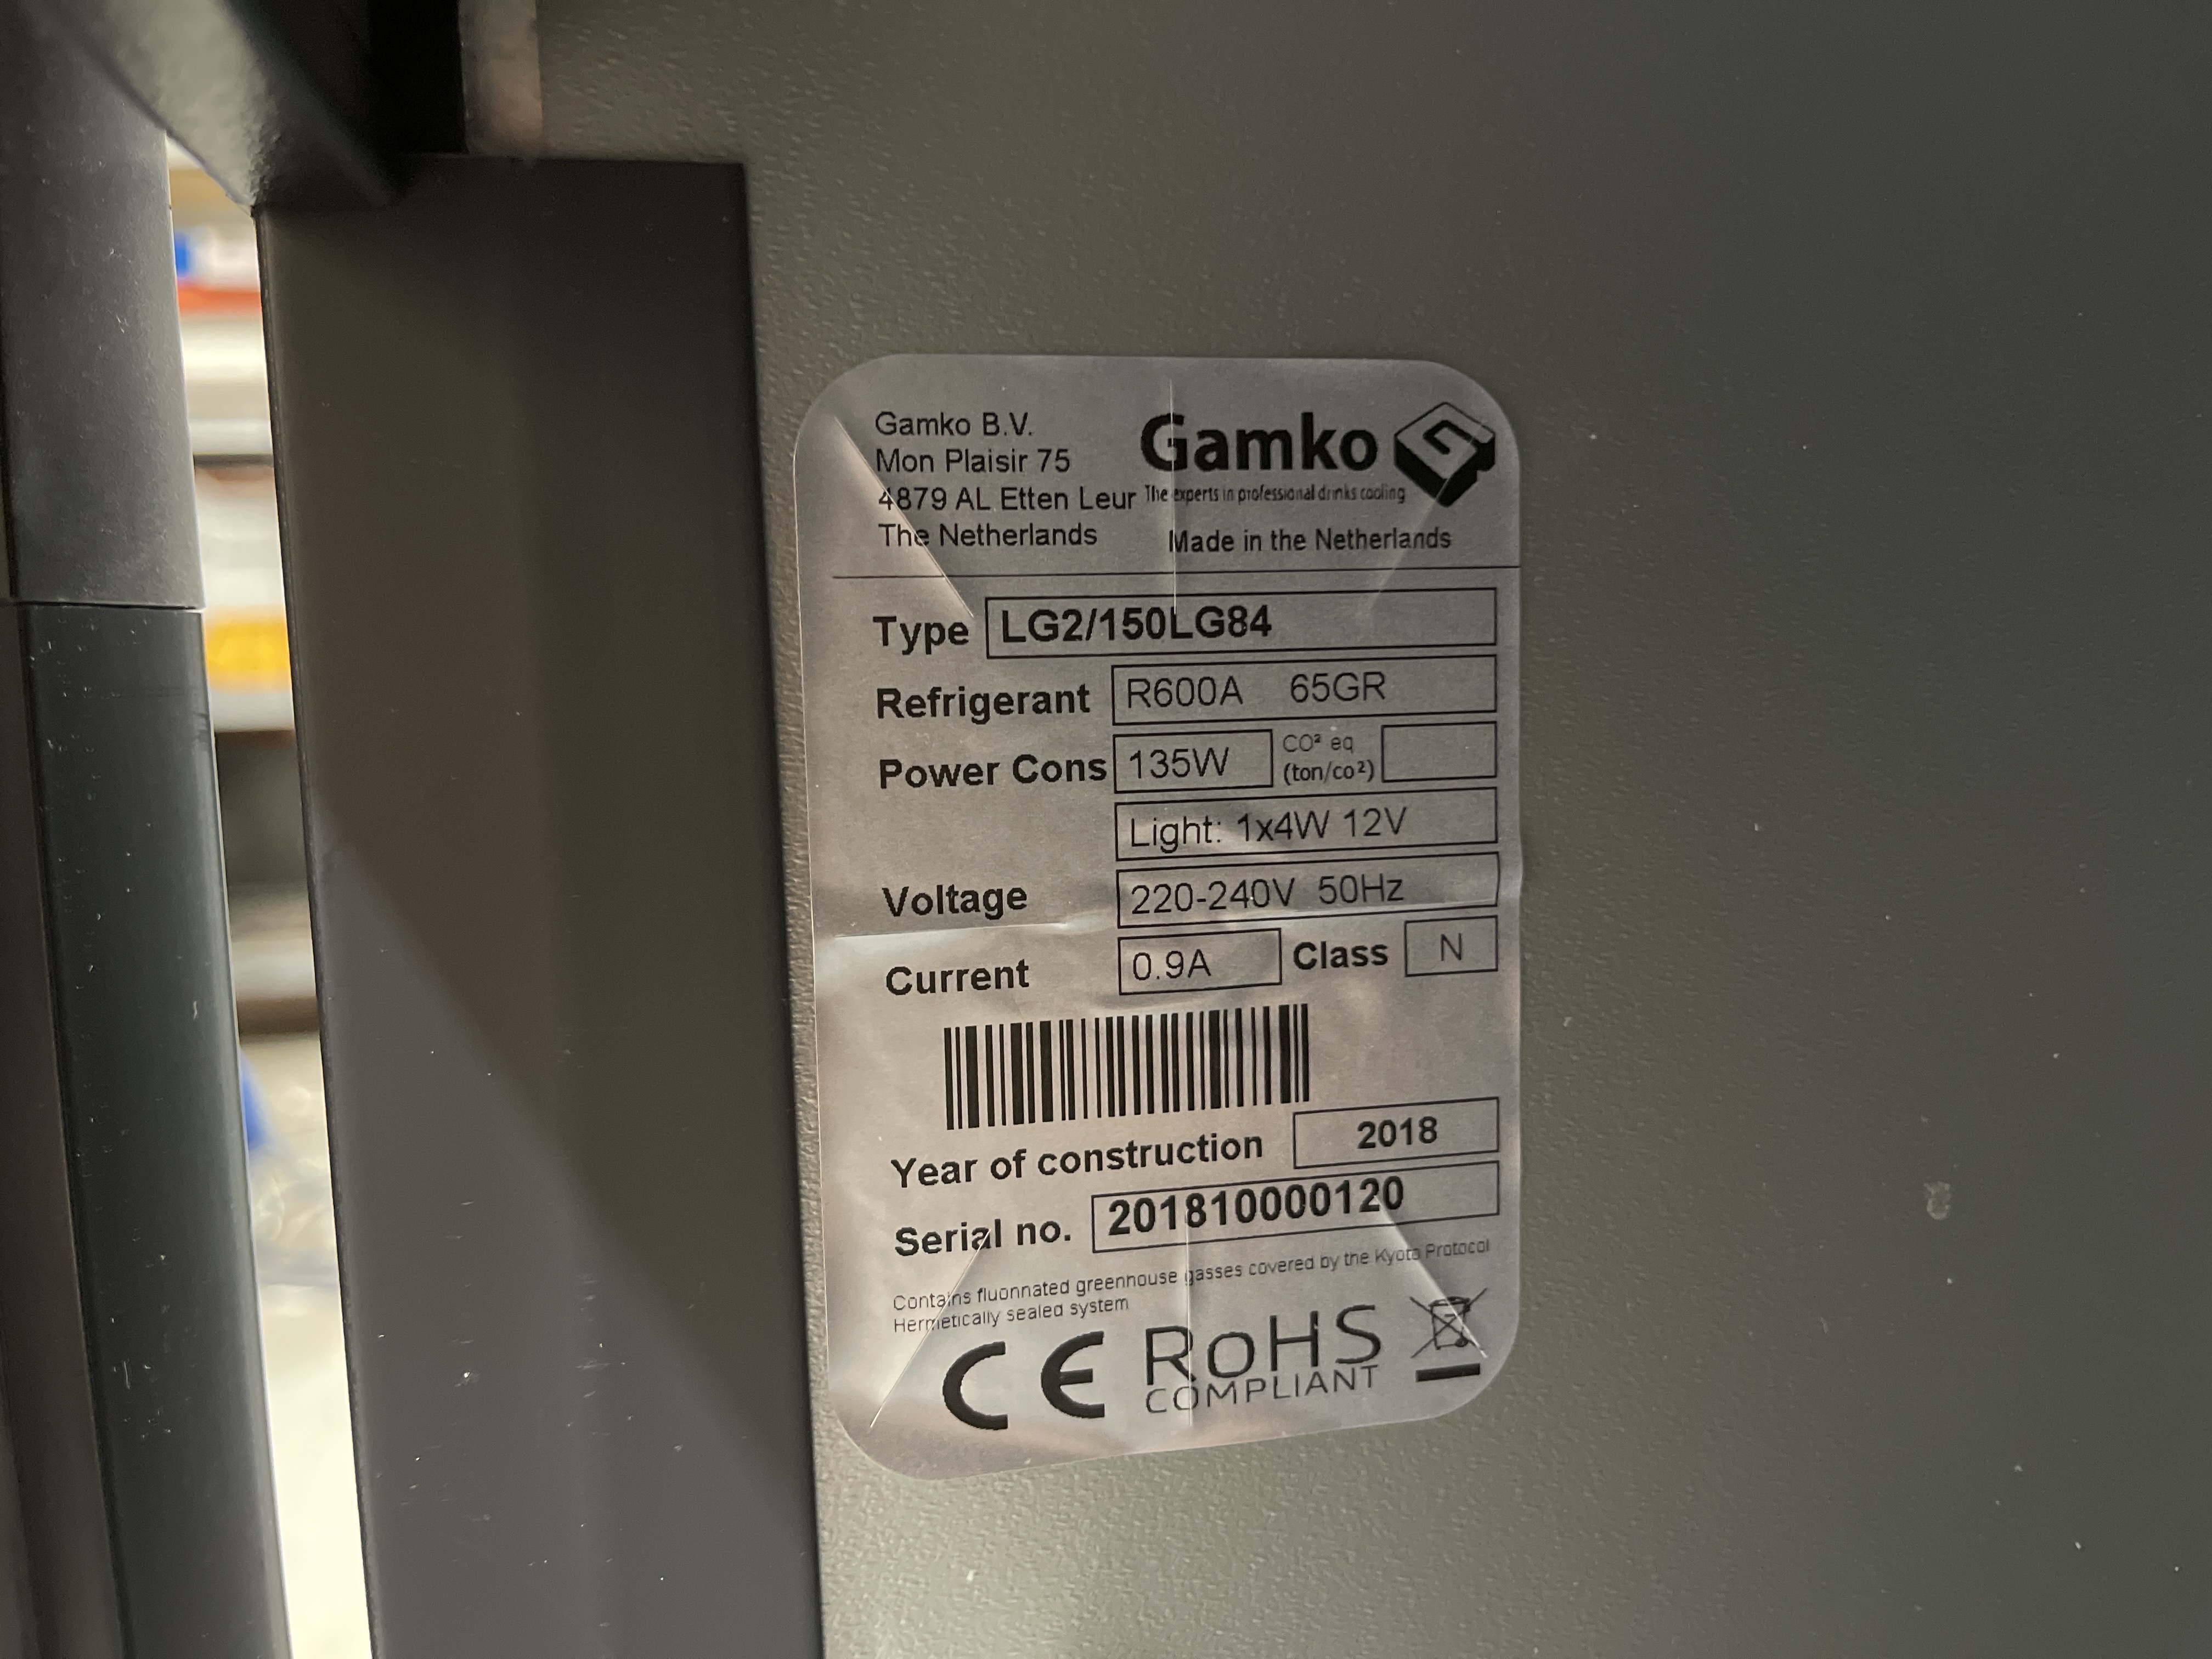 Gamko B.V.
Mon Plaisir 75
4879 AL Etten Leur
The Netherlands
Gamko
The experts in professional drinks cooling
Made in the Netherlands
Type LG2/150LG84
Refrigerant R600A 65GR
Power Cons 135W CO² eq (ton/co²)
Light: 1x4W 12V
Voltage 220-240V 50Hz
Current 0.9A Class N
Year of construction 2018
Serial no. 201810000120
Contains fluonnated greenhouse gasses covered by the Kyoto Protocol
Hermetically sealed system
CE RoHS
COMPLIANT